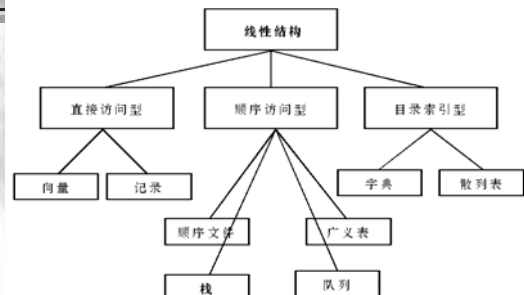 线性结构
直接访问型
顺序访问型
目录索引型
向量
记录
字典
散列表
顺序文件
广义表
栈
队列